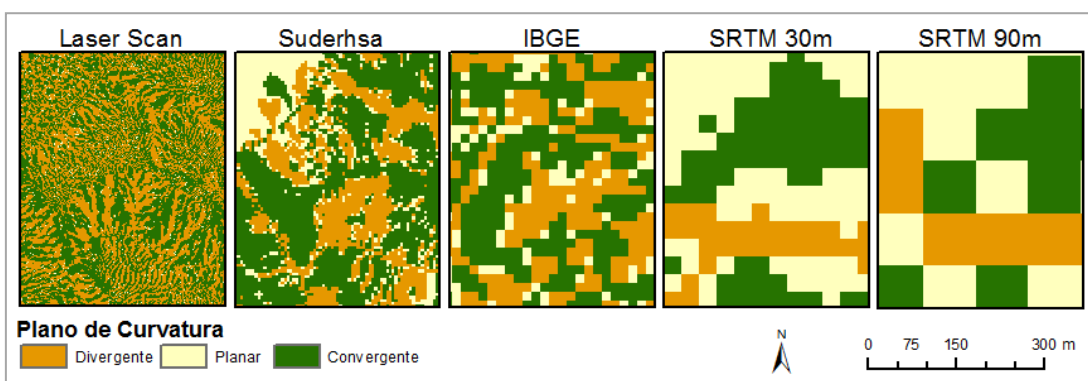 Laser Scan Suderhsa IBGE SRTM 30m SRTM 90m
Plano de Curvatura
Divergente Planar Convergente
N
0 75 150 300 m